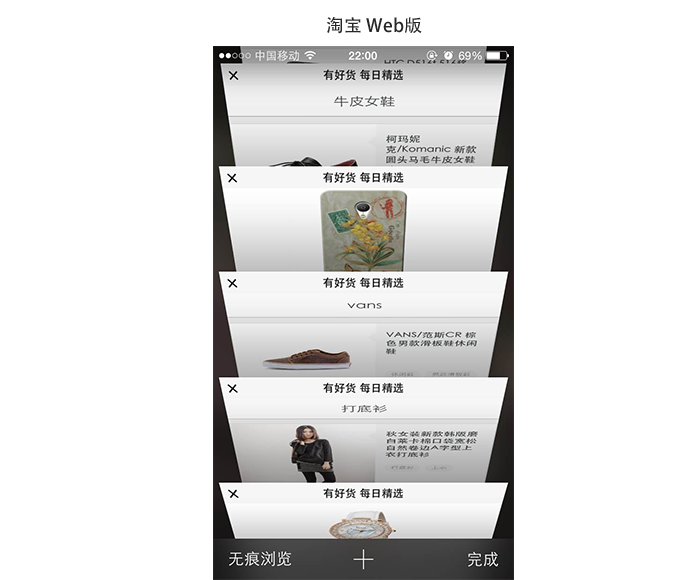 淘宝 Web版
中国移动 22:00 69%
有好货 每日精选
牛皮女鞋
柯玛妮
克/Komanic 新款
圆头马毛牛皮女鞋
有好货 每日精选
有好货 每日精选
vans
VANS/范斯CR 棕
色男款滑板鞋休闲
鞋
有好货 每日精选
打底衫
秋女装新款韩版磨
白莱卡棉口袋宽松
自然卷边A字型上
衣打底衫
打底衫 上衣
有好货 每日精选
无痕浏览 完成